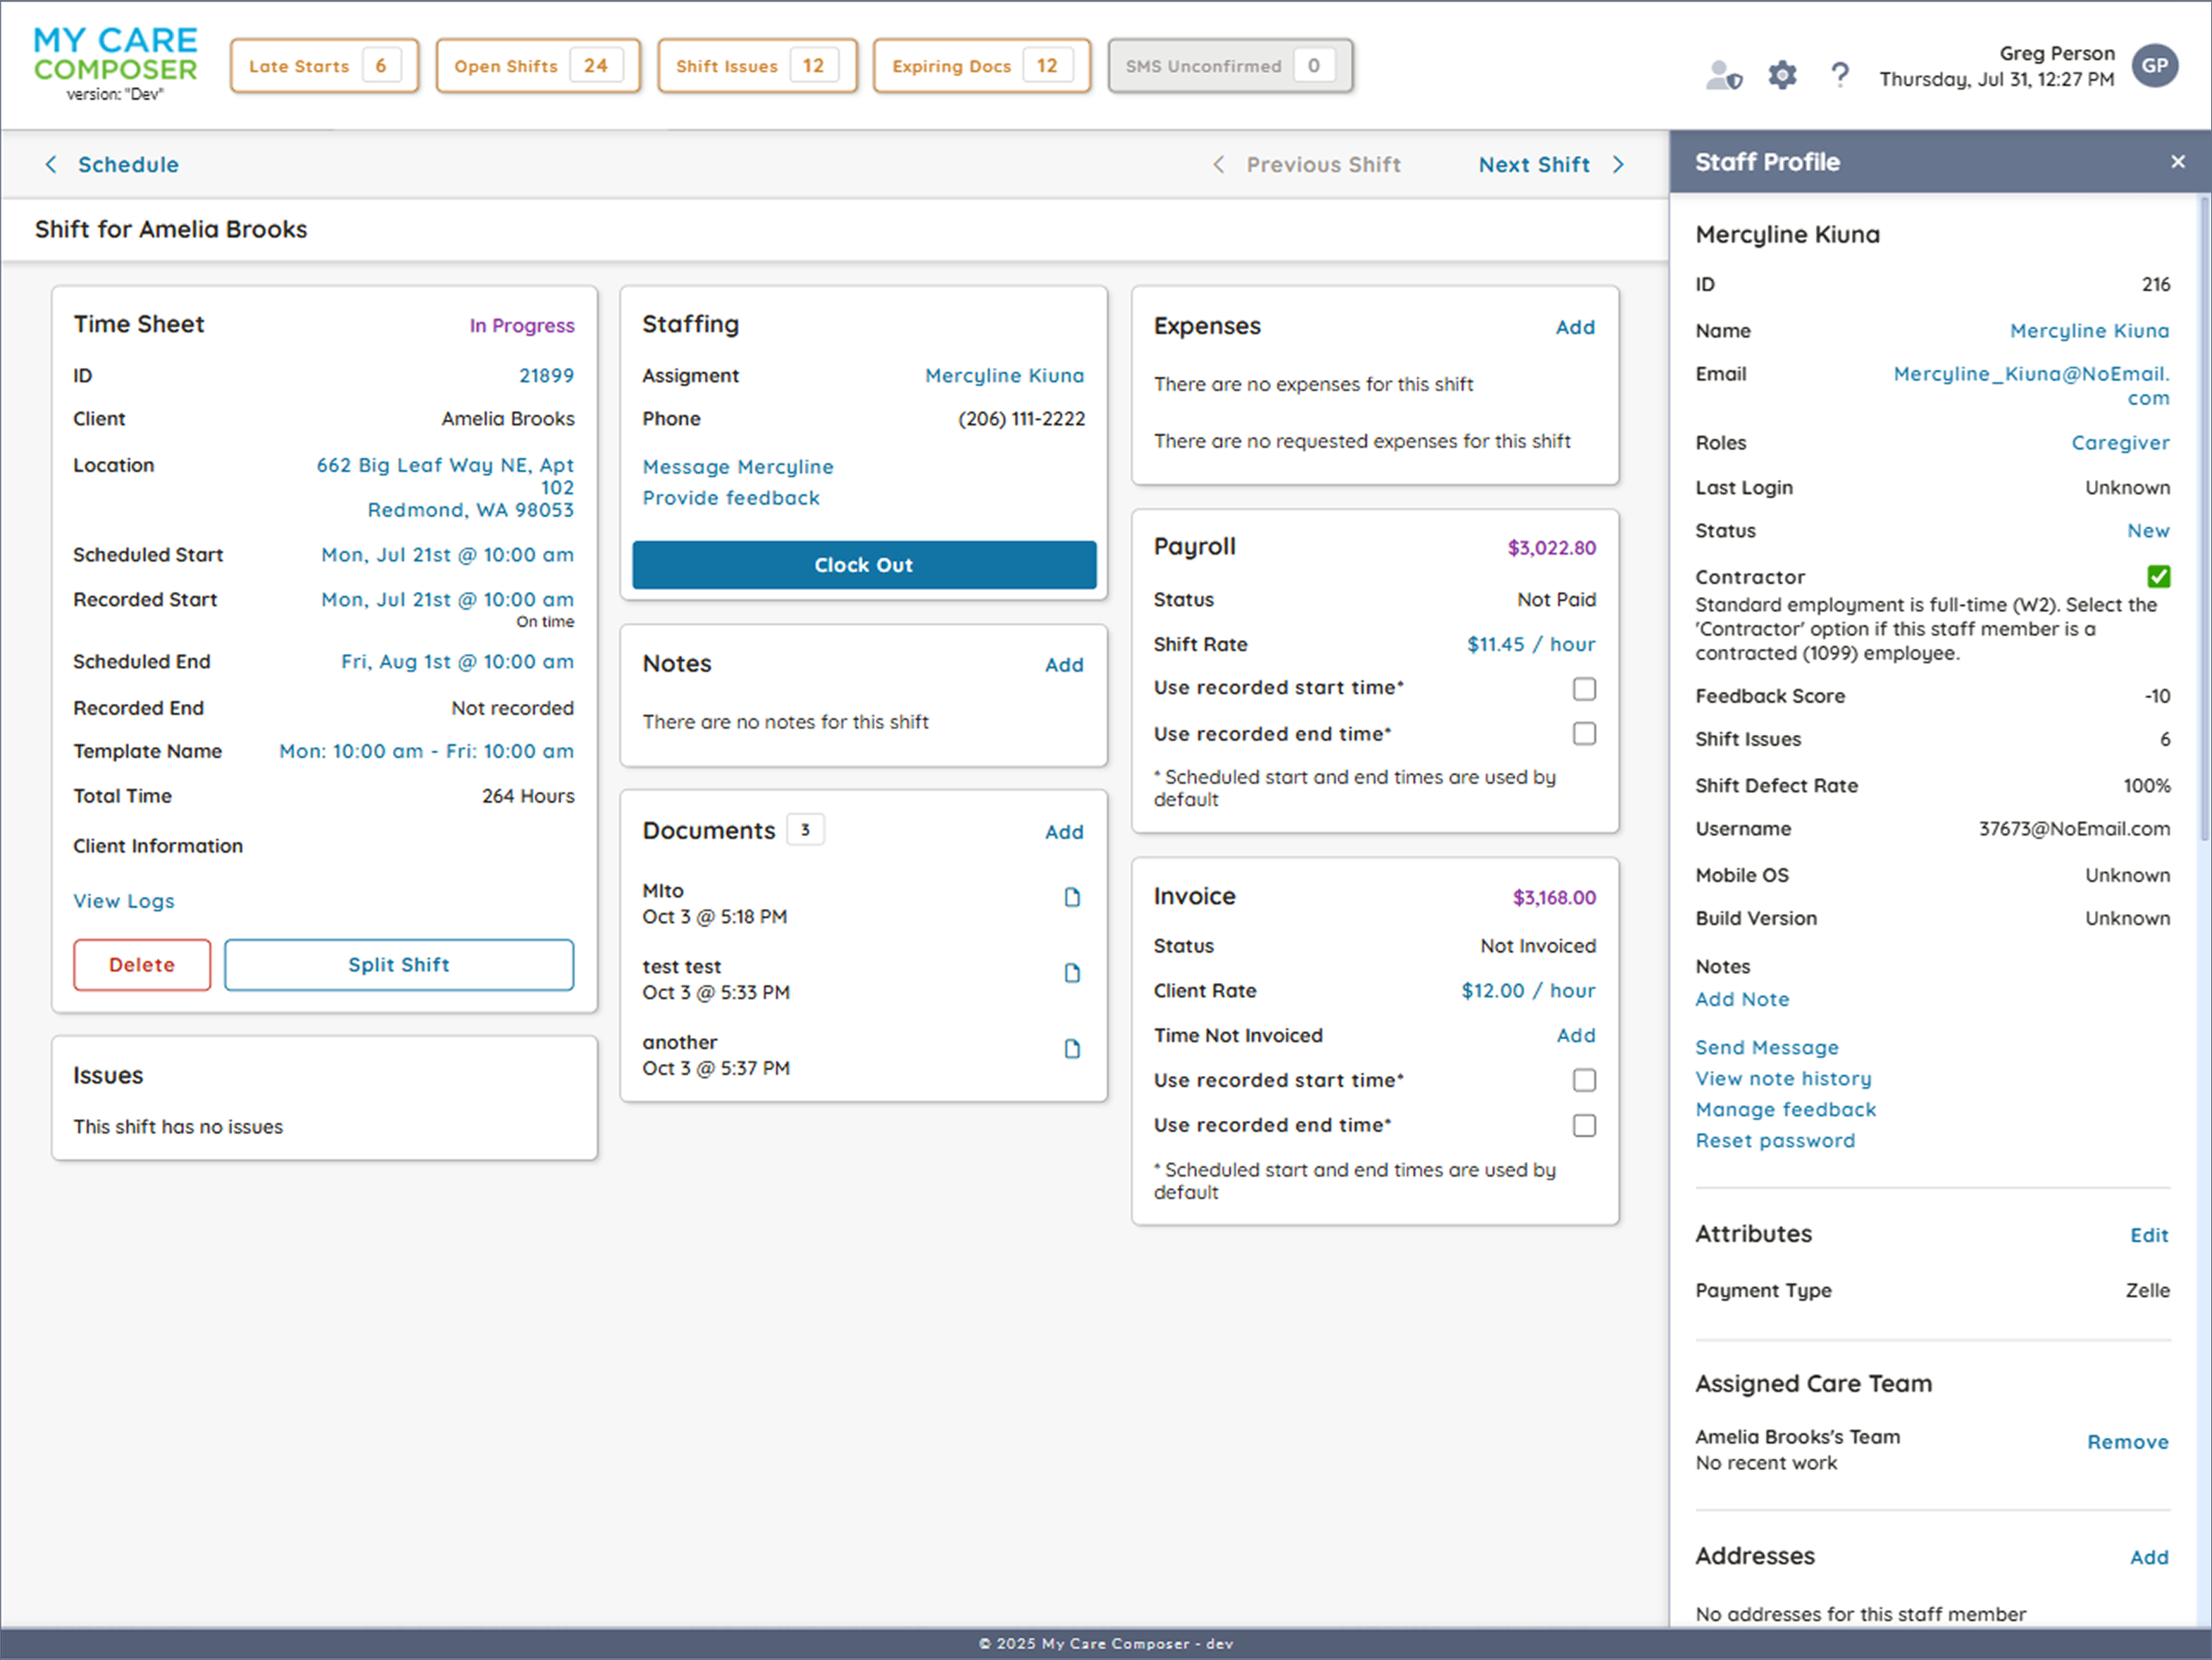 MY CARE
COMPOSER
version: "Dev"
Late Starts 6
Open Shifts 24
Shift Issues 12
Expiring Docs 12
SMS Unconfirmed 0
?
Greg Person
Thursday, Jul 31, 12:27 PM
GP
Schedule
Previous Shift
Next Shift
Shift for Amelia Brooks
Time Sheet In Progress
ID 21899
Client Amelia Brooks
Location 662 Big Leaf Way NE, Apt
102
Redmond, WA 98053
Scheduled Start Mon, Jul 21st @ 10:00 am
Recorded Start Mon, Jul 21st @ 10:00 am
On time
Scheduled End Fri, Aug 1st @ 10:00 am
Recorded End Not recorded
Template Name Mon: 10:00 am - Fri: 10:00 am
Total Time 264 Hours
Client Information
View Logs
Delete Split Shift
Issues
This shift has no issues
Staffing
Assigment Mercyline Kiuna
Phone (206) 111-2222
Message Mercyline
Provide feedback
Clock Out
Notes Add
There are no notes for this shift
Documents 3 Add
MIto
Oct 3 @ 5:18 PM
test test
Oct 3 @ 5:33 PM
another
Oct 3 @ 5:37 PM
Expenses Add
There are no expenses for this shift
There are no requested expenses for this shift
Payroll $3,022.80
Status Not Paid
Shift Rate $11.45 / hour
Use recorded start time*
Use recorded end time*
* Scheduled start and end times are used by
default
Invoice $3,168.00
Status Not Invoiced
Client Rate $12.00 / hour
Time Not Invoiced Add
Use recorded start time*
Use recorded end time*
* Scheduled start and end times are used by
default
Staff Profile
Mercyline Kiuna
ID 216
Name Mercyline Kiuna
Email Mercyline_Kiuna@NoEmail.
com
Roles Caregiver
Last Login Unknown
Status New
Contractor
Standard employment is full-time (W2). Select the
'Contractor' option if this staff member is a
contracted (1099) employee.
Feedback Score -10
Shift Issues 6
Shift Defect Rate 100%
Username 37673@NoEmail.com
Mobile OS Unknown
Build Version Unknown
Notes
Add Note
Send Message
View note history
Manage feedback
Reset password
Attributes Edit
Payment Type Zelle
Assigned Care Team
Amelia Brooks's Team Remove
No recent work
Addresses Add
No addresses for this staff member
© 2025 My Care Composer - dev